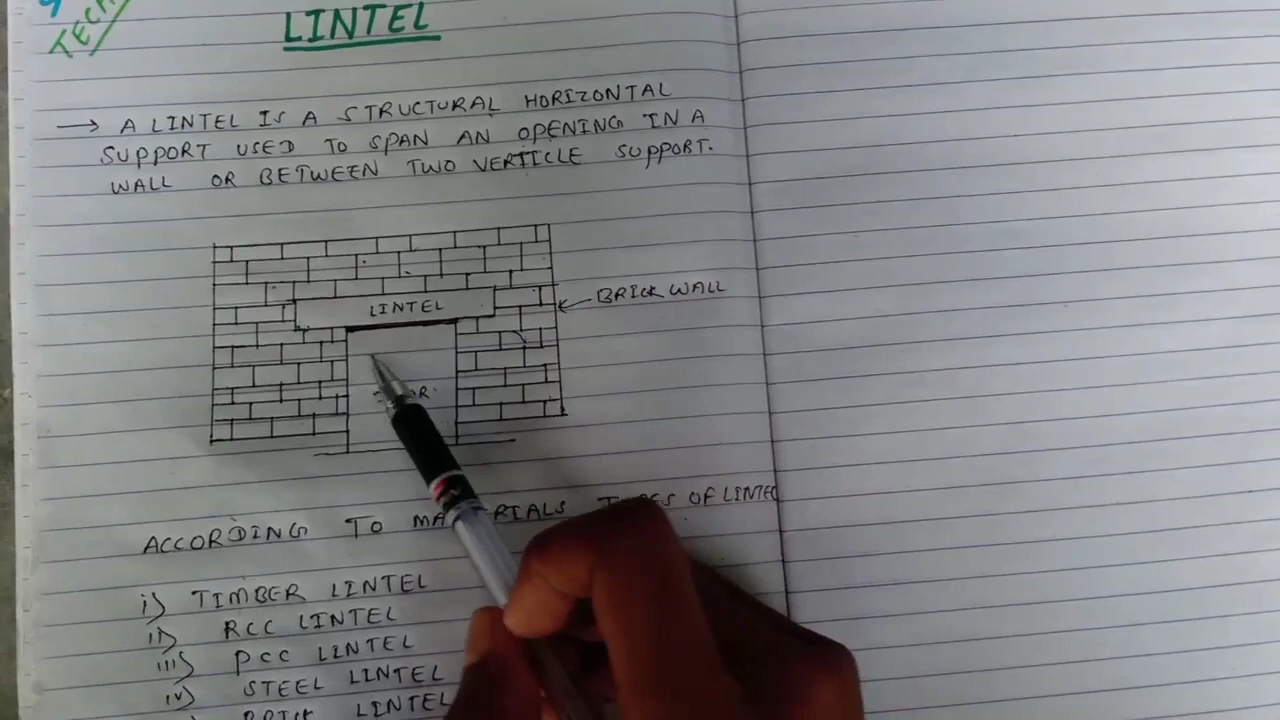 TECH
LINTEL
→ A LINTEL IS A STRUCTURAL HORIZONTAL
SUPPORT USED TO SPAN AN OPENING IN A
WALL OR BETWEEN TWO VERTICLE SUPPORT.
LINTEL
BRICK WALL
ACCORDING TO OF LINTEL
i) TIMBER LINTEL
ii) RCC LINTEL
iii) PCC LINTEL
iv) STEEL LINTEL
LINTEL